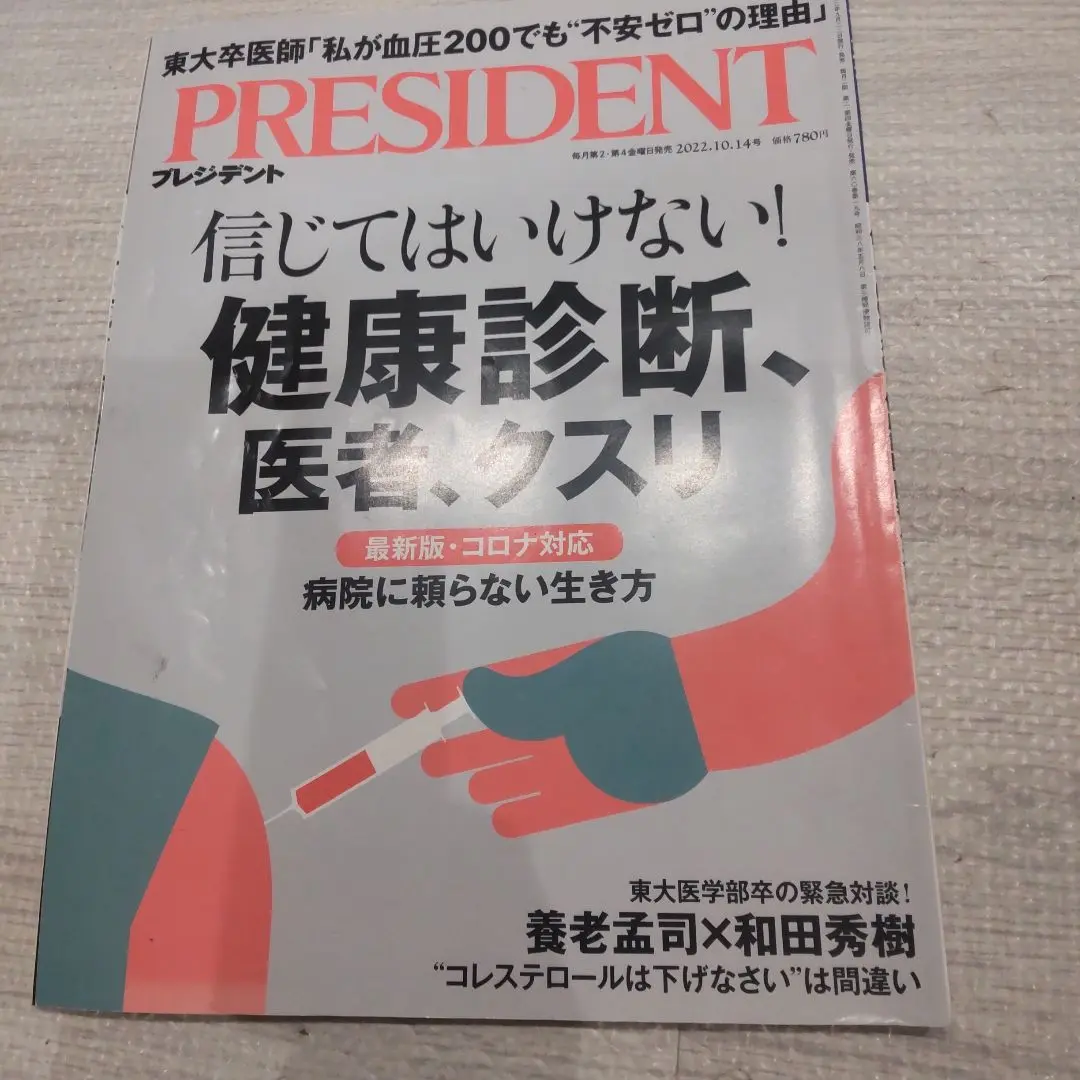 東大卒医師「私が血圧200でも“不安ゼロ”の理由」
PRESIDENT
プレジデント
毎月第2・第4金曜日発売 2022.10.14号 価格780円
信じてはいけない!
健康診断、
医者、クスリ
最新版・コロナ対応
病院に頼らない生き方
東大医学部卒の緊急対談!
養老孟司×和田秀樹
“コレステロールは下げなさい”は間違い